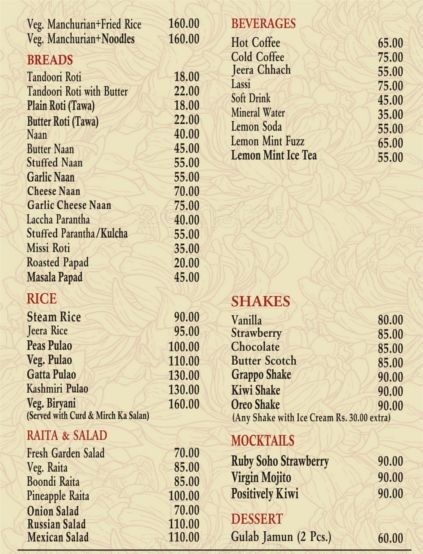 Veg. Manchurian+Fried Rice 160.00
Veg. Manchurian+Noodles 160.00
BREADS
Tandoori Roti 18.00
Tandoori Roti with Butter 22.00
Plain Roti (Tawa) 18.00
Butter Roti (Tawa) 22.00
Naan 40.00
Butter Naan 45.00
Stuffed Naan 55.00
Garlic Naan 55.00
Cheese Naan 70.00
Garlic Cheese Naan 75.00
Laccha Parantha 40.00
Stuffed Parantha/Kulcha 55.00
Missi Roti 35.00
Roasted Papad 20.00
Masala Papad 45.00
RICE
Steam Rice 90.00
Jeera Rice 95.00
Peas Pulao 100.00
Veg. Pulao 110.00
Gatta Pulao 130.00
Kashmiri Pulao 130.00
Veg. Biryani 160.00
(Served with Curd & Mirch Ka Salan)
RAITA & SALAD
Fresh Garden Salad 70.00
Veg. Raita 85.00
Boondi Raita 85.00
Pineapple Raita 100.00
Onion Salad 70.00
Russian Salad 110.00
Mexican Salad 110.00
BEVERAGES
Hot Coffee 65.00
Cold Coffee 75.00
Jeera Chhach 55.00
Lassi 75.00
Soft Drink 45.00
Mineral Water 35.00
Lemon Soda 55.00
Lemon Mint Fuzz 65.00
Lemon Mint Ice Tea 55.00
SHAKES
Vanilla 80.00
Strawberry 85.00
Chocolate 85.00
Butter Scotch 85.00
Grappo Shake 90.00
Kiwi Shake 90.00
Oreo Shake 90.00
(Any Shake with Ice Cream Rs. 30.00 extra)
MOCKTAILS
Ruby Soho Strawberry 90.00
Virgin Mojito 90.00
Positively Kiwi 90.00
DESSERT
Gulab Jamun (2 Pcs.) 60.00